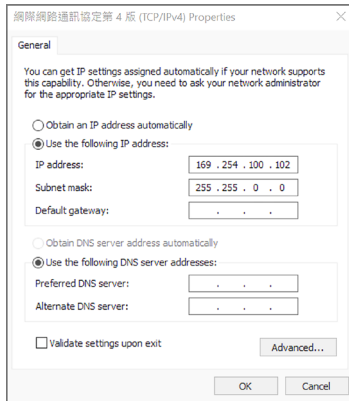 網際網路通訊協定第 4 版 (TCP/IPv4) Properties
General
You can get IP settings assigned automatically if your network supports
this capability. Otherwise, you need to ask your network administrator
for the appropriate IP settings.
Obtain an IP address automatically
Use the following IP address:
IP address: 169 . 254 . 100 . 102
Subnet mask: 255 . 255 . 0 . 0
Default gateway: . . .
Obtain DNS server address automatically
Use the following DNS server addresses:
Preferred DNS server: . . .
Alternate DNS server: . . .
Validate settings upon exit
Advanced...
OK Cancel